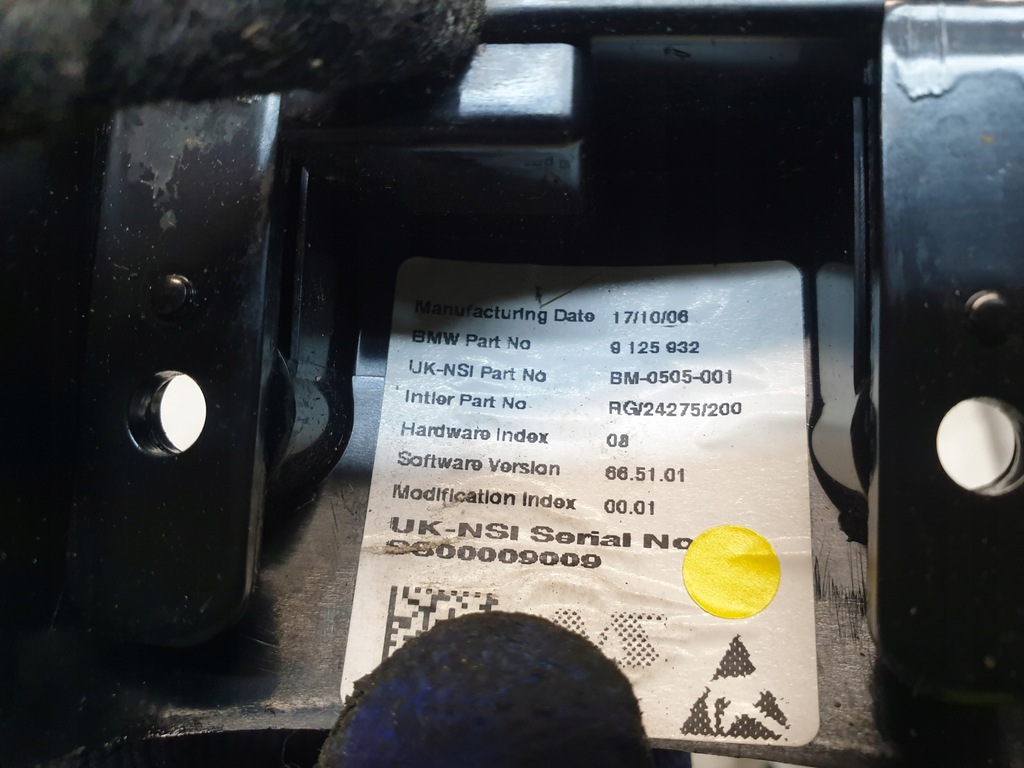 Manufacturing Date 17/10/06
BMW Part No 9 125 932
UK-NSI Part No BM-0505-001
Intier Part No RG/24275/200
Hardware Index 08
Software Version 66.51.01
Modification Index 00.01
UK-NSI Serial No